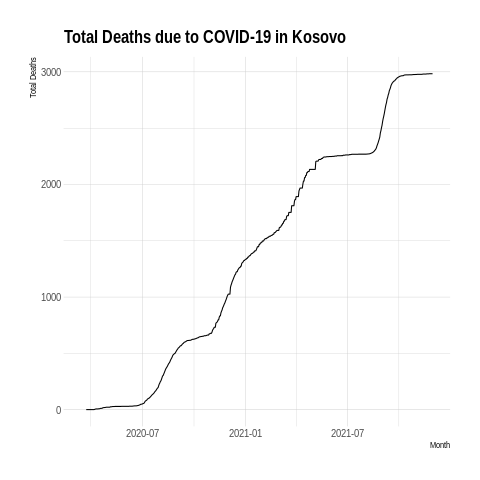 Total Deaths due to COVID-19 in Kosovo
Total Deaths
3000
2000
1000
0
2020-07 2021-01 2021-07
Month